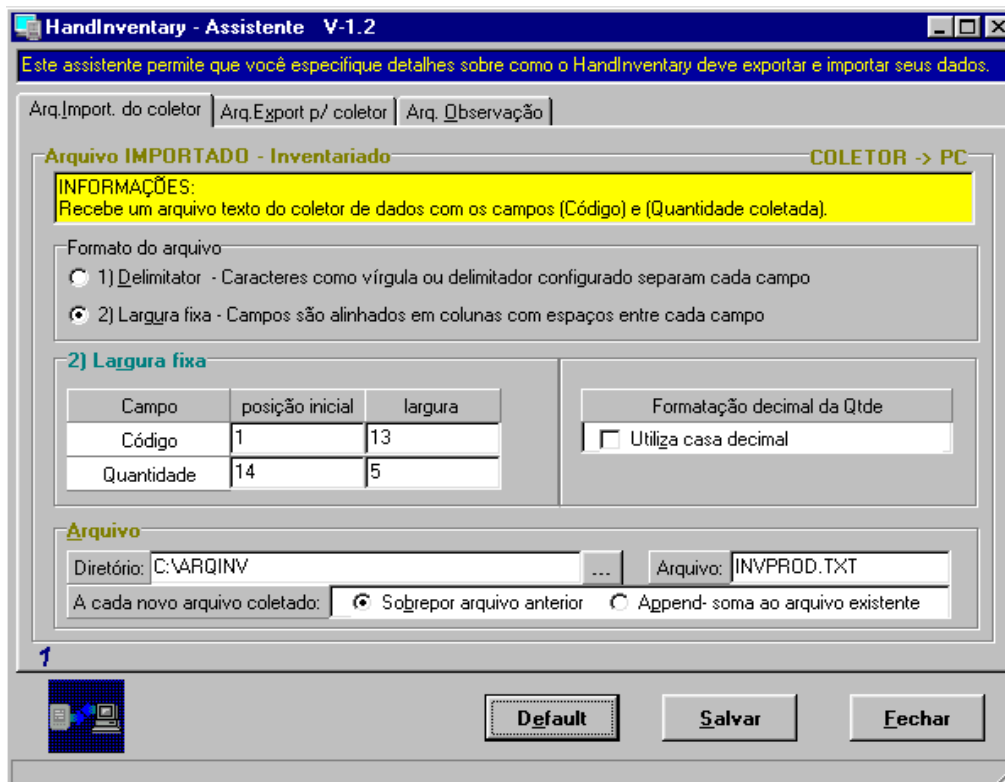 HandInventary - Assistente V-1.2
Este assistente permite que você especifique detalhes sobre como o HandInventary deve exportar e importar seus dados.
Arq.Import. do coletor Arq.Export p/ coletor Arq. Observação
Arquivo IMPORTADO - Inventariado COLETOR -> PC
INFORMAÇÕES:
Recebe um arquivo texto do coletor de dados com os campos (Código) e (Quantidade coletada).
Formato do arquivo
1) Delimitator - Caracteres como vírgula ou delimitador configurado separam cada campo
2) Largura fixa - Campos são alinhados em colunas com espaços entre cada campo
2) Largura fixa
Campo posição inicial largura Formatação decimal da Qtde
Código 1 13 Utiliza casa decimal
Quantidade 14 5
Arquivo
Diretório: C:\ARQINV ... Arquivo: INVPROD.TXT
A cada novo arquivo coletado: Sobrepor arquivo anterior Append- soma ao arquivo existente
1
Default Salvar Fechar